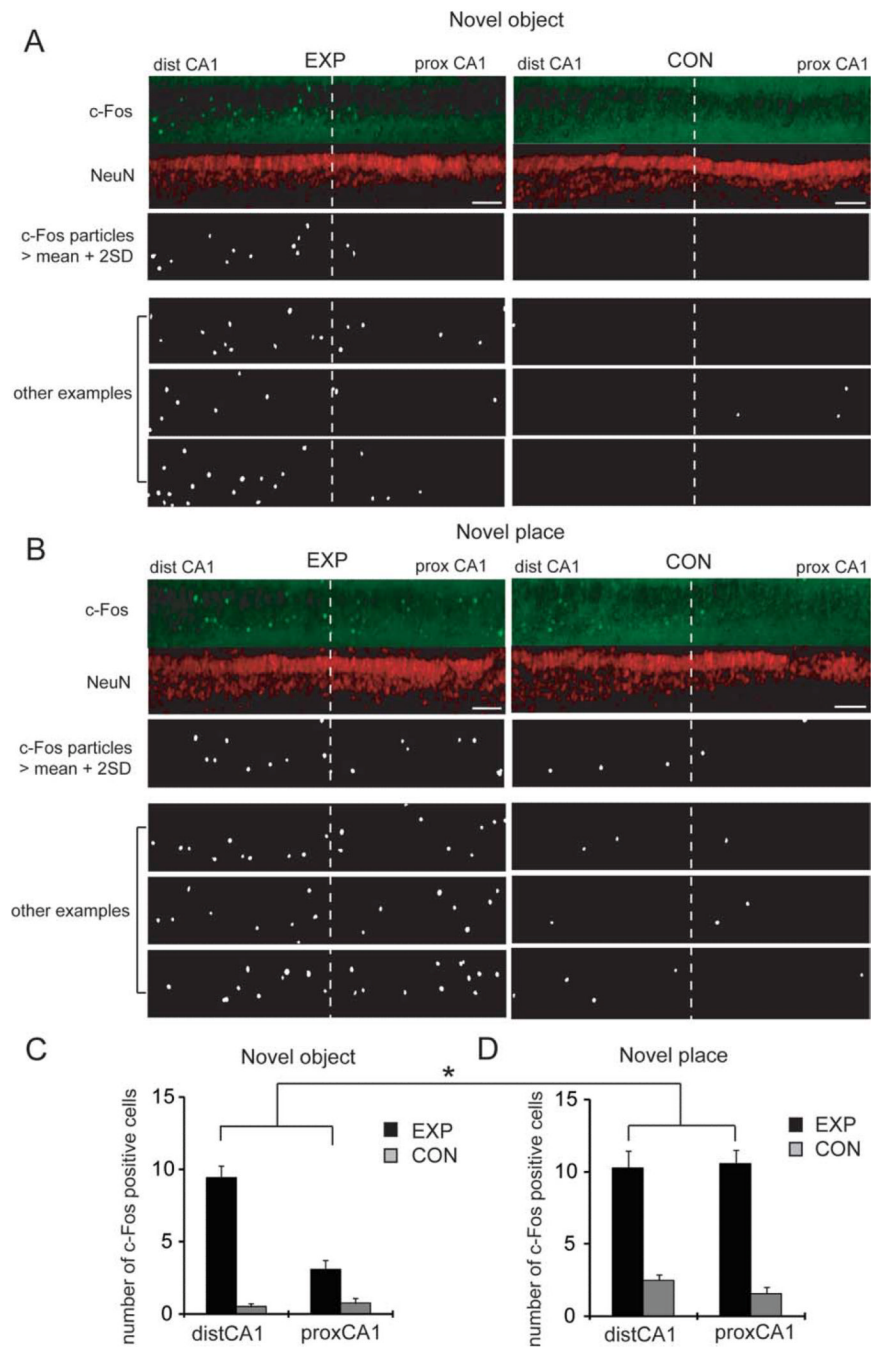 Novel object
A
dist CA1 EXP prox CA1 dist CA1 CON prox CA1
c-Fos
NeuN
c-Fos particles
> mean + 2SD
other examples
Novel place
B
dist CA1 EXP prox CA1 dist CA1 CON prox CA1
c-Fos
NeuN
c-Fos particles
> mean + 2SD
other examples
C
Novel object
number of c-Fos positive cells
15
10
5
0
distCA1 proxCA1
EXP
CON
*
D
Novel place
number of c-Fos positive cells
15
10
5
0
distCA1 proxCA1
EXP
CON